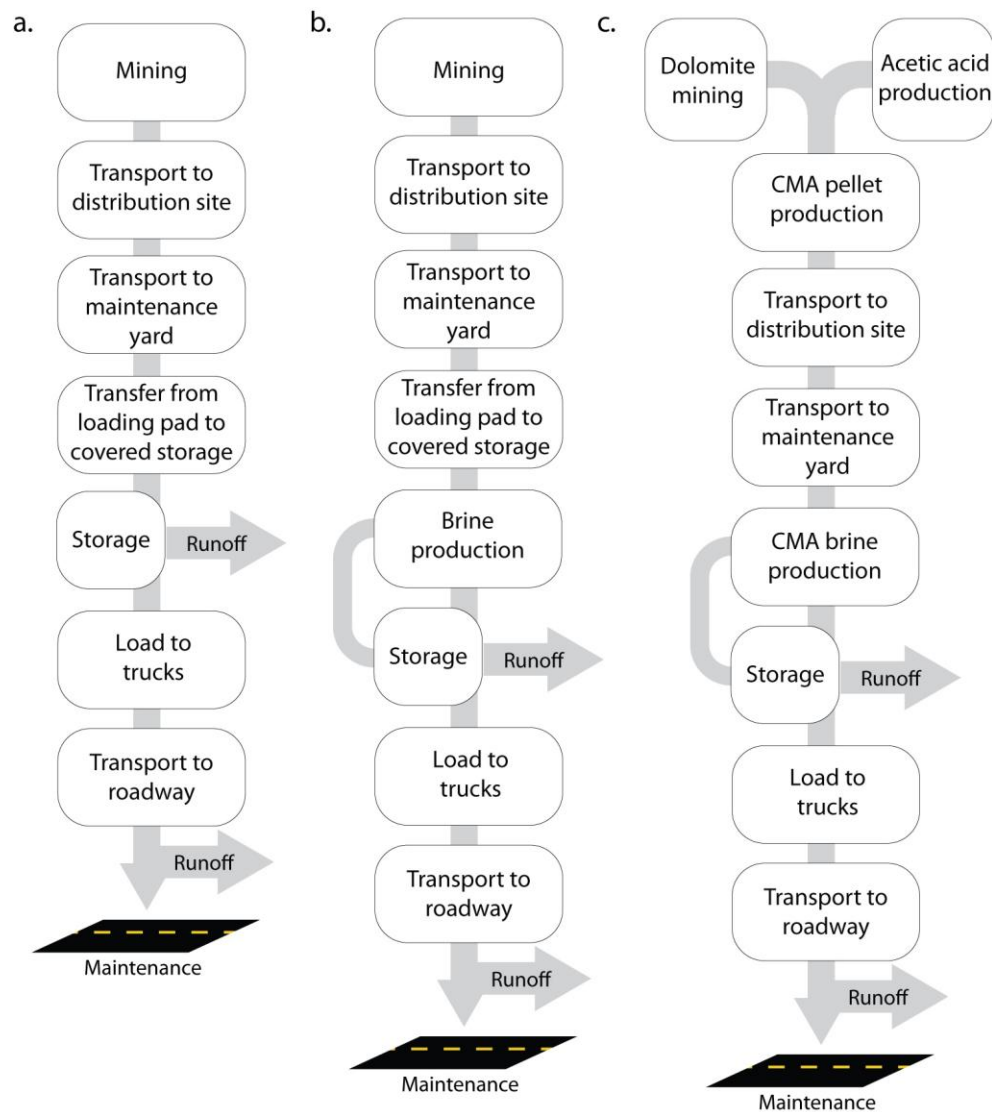 a.
Mining
Transport to
distribution site
Transport to
maintenance
yard
Transfer from
loading pad to
covered storage
Storage
Runoff
Load to
trucks
Transport to
roadway
Runoff
Maintenance
b.
Mining
Transport to
distribution site
Transport to
maintenance
yard
Transfer from
loading pad to
covered storage
Brine
production
Storage
Runoff
Load to
trucks
Transport to
roadway
Runoff
Maintenance
c.
Dolomite
mining
Acetic acid
production
CMA pellet
production
Transport to
distribution site
Transport to
maintenance
yard
CMA brine
production
Storage
Runoff
Load to
trucks
Transport to
roadway
Runoff
Maintenance